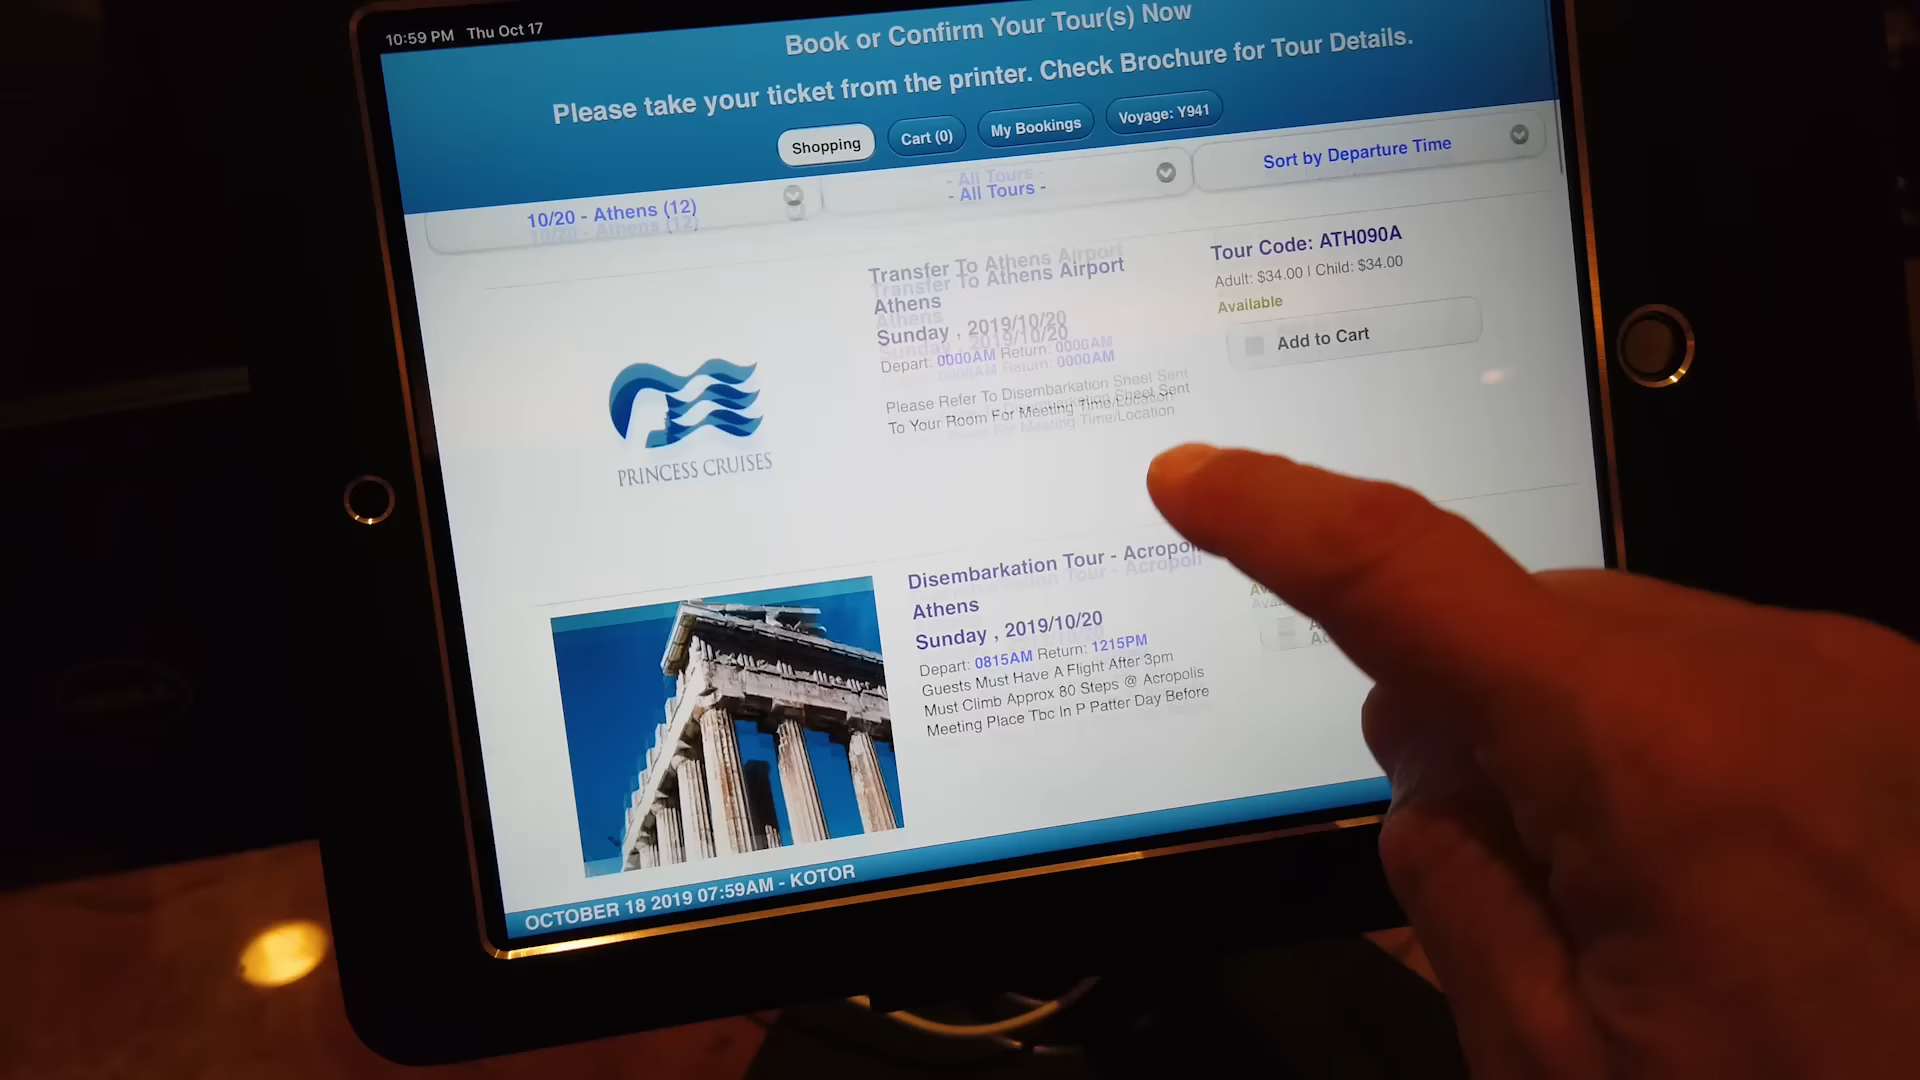 10:59 PM Thu Oct 17
Book or Confirm Your Tour(s) Now
Please take your ticket from the printer. Check Brochure for Tour Details.
Shopping
Cart (0)
My Bookings
Voyage: Y941
10/20 - Athens (12)
- All Tours -
Sort by Departure Time
PRINCESS CRUISES
Transfer To Athens Airport
Athens
Sunday , 2019/10/20
Depart: 0000AM Return: 0000AM
Please Refer To Disembarkation Sheet Sent
To Your Room For Meeting Time/Location
Tour Code: ATH090A
Adult: $34.00 | Child: $34.00
Available
Add to Cart
Disembarkation Tour - Acropoli
Athens
Sunday , 2019/10/20
Depart: 0815AM Return: 1215PM
Guests Must Have A Flight After 3pm
Must Climb Approx 80 Steps @ Acropolis
Meeting Place Tbc In P Patter Day Before
OCTOBER 18 2019 07:59AM - KOTOR